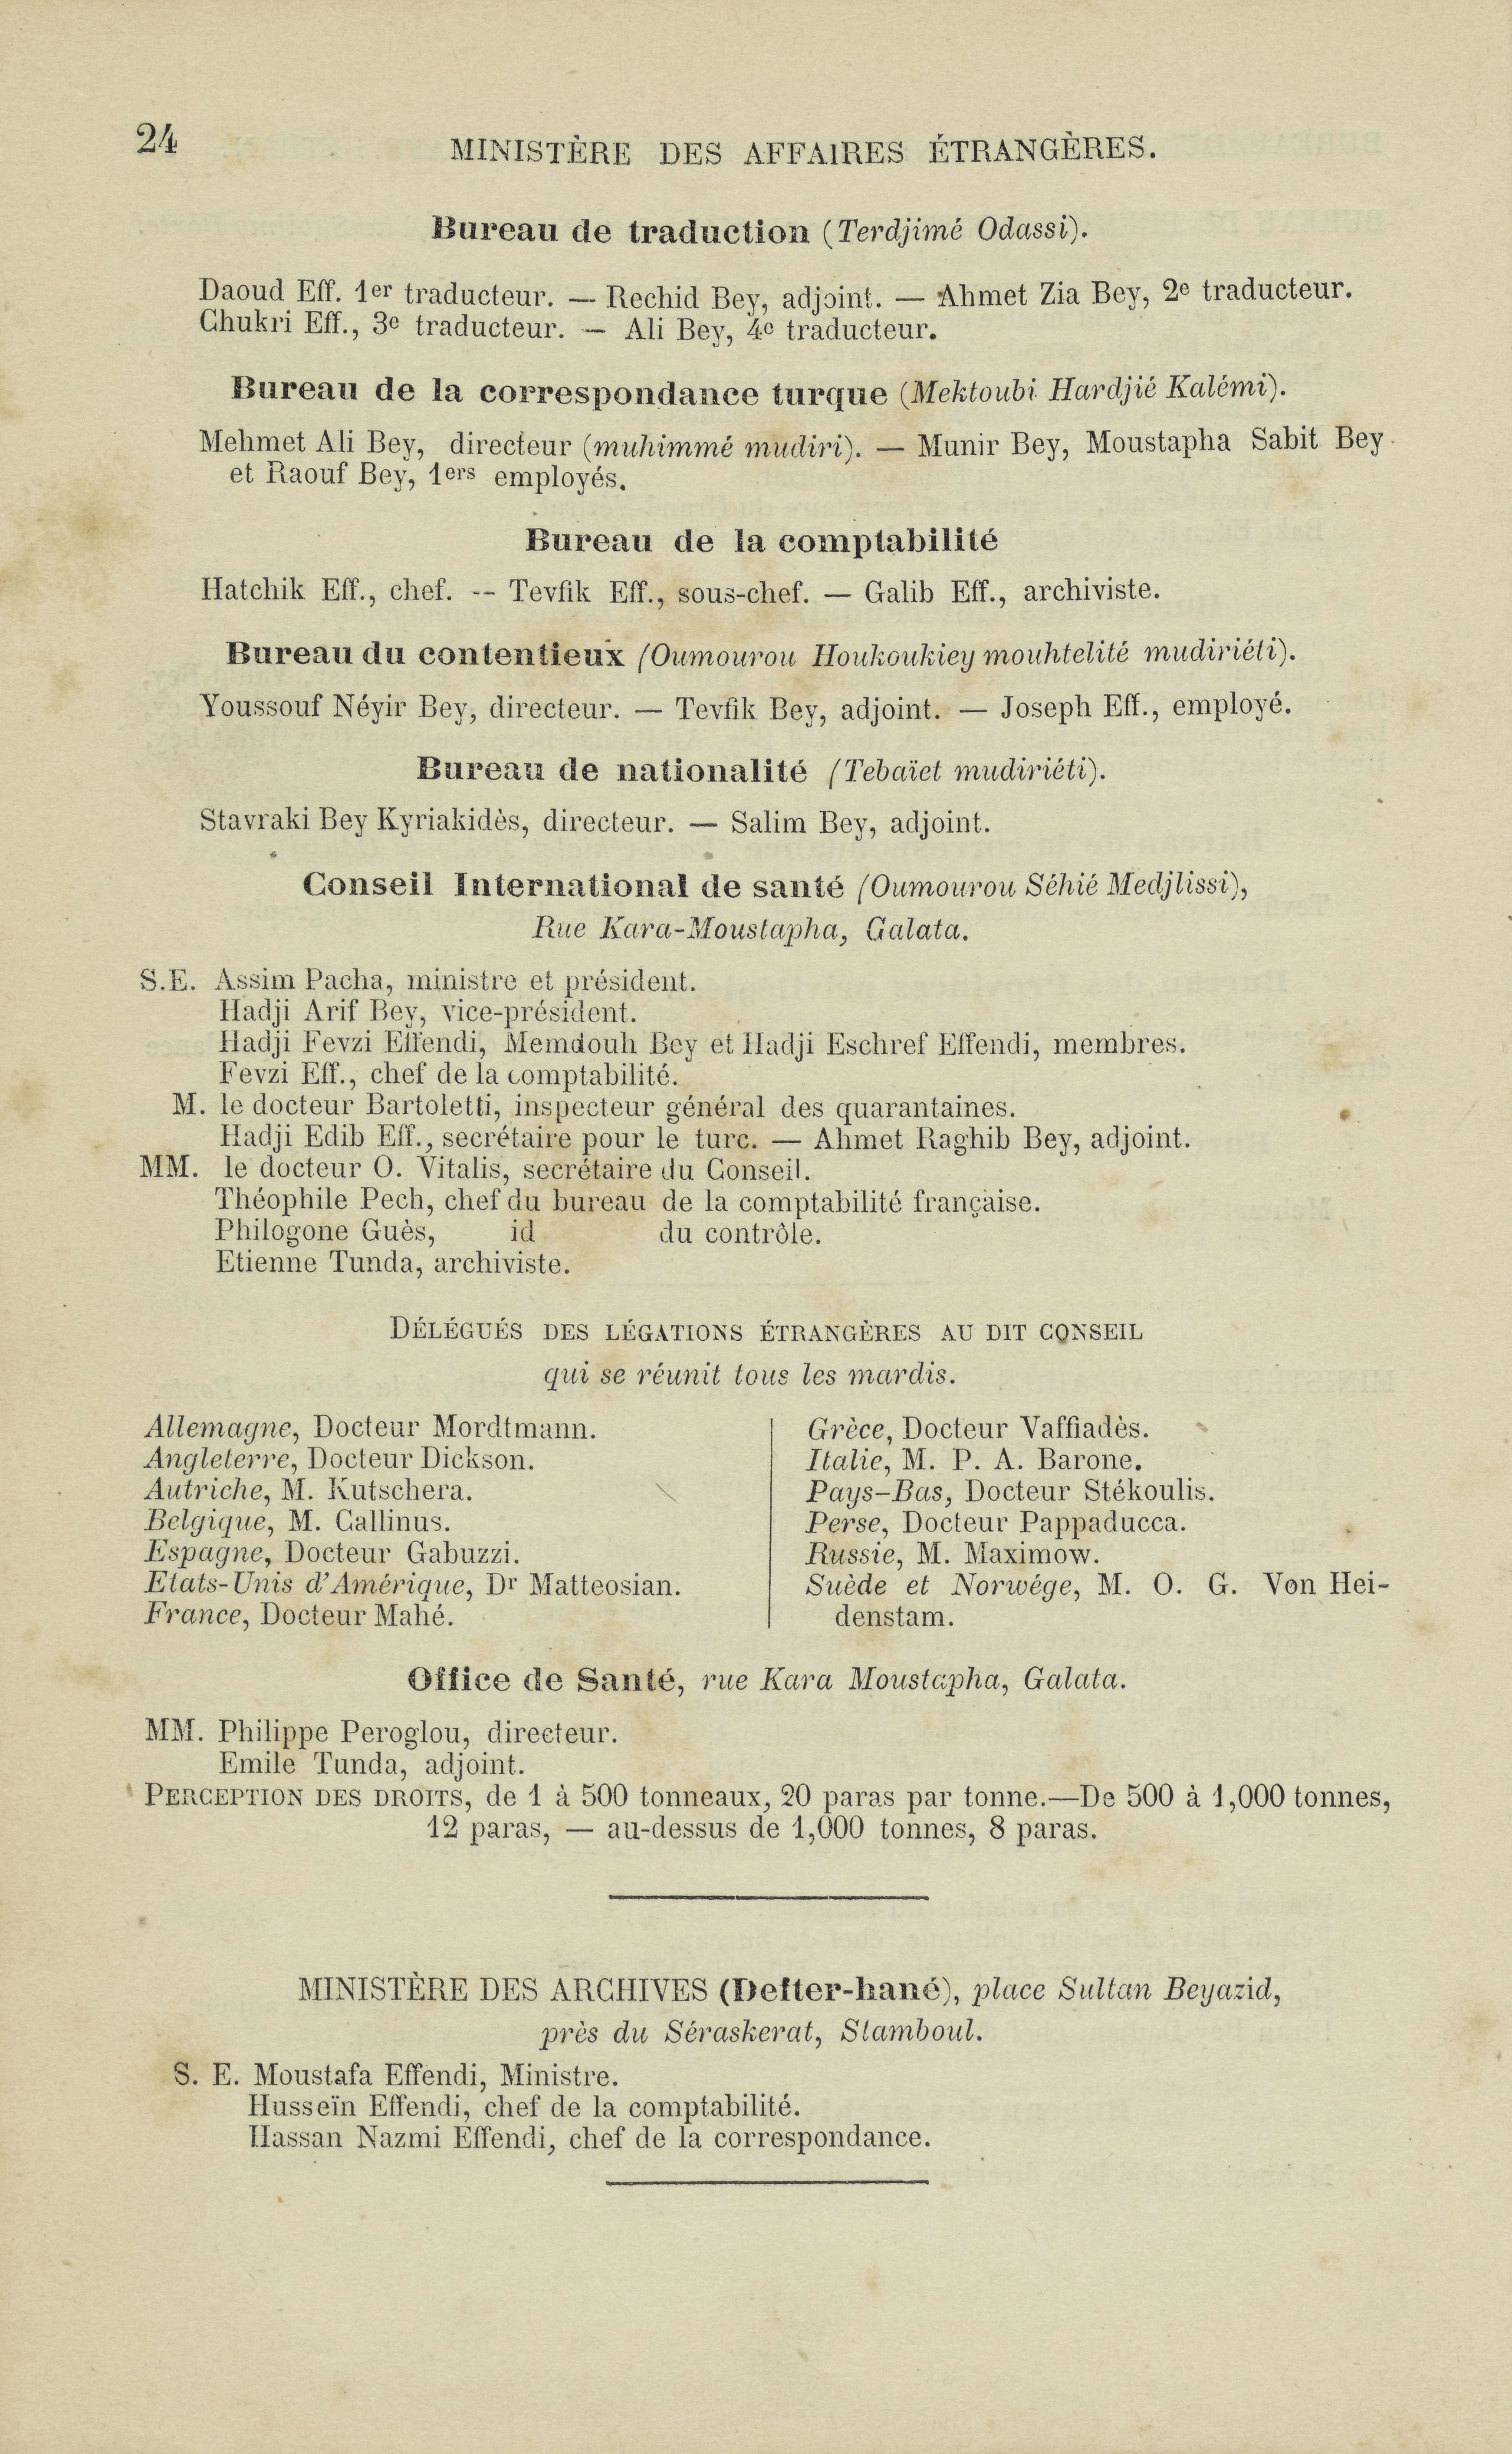 24
MINISTÈRE DES AFFAIRES ÉTRANGÈRES.
Bureau de traduction (Terdjimé Odassi).
Daoud Eff. 1er traducteur. — Rechid Bey, adjoint. — Ahmet Zia Bey, 2e traducteur.
Chukri Eff., 3e traducteur. — Ali Bey, 4e traducteur.
Bureau de la correspondance turque (Mektoubi Hardjié Kalémi).
Mehmet Ali Bey, directeur (muhimmé mudiri). — Munir Bey, Moustapha Sabit Bey
et Raouf Bey, 1ers employés.
Bureau de la comptabilité
Hatchik Eff., chef. -- Tevfik Eff., sous-chef. — Galib Eff., archiviste.
Bureau du contentieux (Oumourou Houkoukiey mouhtelité mudiriéti).
Youssouf Néyir Bey, directeur. — Tevfik Bey, adjoint. — Joseph Eff., employé.
Bureau de nationalité (Tebaïet mudiriéti).
Stavraki Bey Kyriakidès, directeur. — Salim Bey, adjoint.
Conseil International de santé (Oumourou Séhié Medjlissi),
Rue Kara-Moustapha, Galata.
S.E. Assim Pacha, ministre et président.
Hadji Arif Bey, vice-président.
Hadji Fevzi Effendi, Memdouh Bey et Hadji Eschref Effendi, membres.
Fevzi Eff., chef de la comptabilité.
M. le docteur Bartoletti, inspecteur général des quarantaines.
Hadji Edib Eff., secrétaire pour le turc. — Ahmet Raghib Bey, adjoint.
MM. le docteur O. Vitalis, secrétaire du Conseil.
Théophile Pech, chef du bureau de la comptabilité française.
Philogone Guès, id du contrôle.
Etienne Tunda, archiviste.
DÉLÉGUÉS DES LÉGATIONS ÉTRANGÈRES AU DIT CONSEIL
qui se réunit tous les mardis.
Allemagne, Docteur Mordtmann.
Angleterre, Docteur Dickson.
Autriche, M. Kutschera.
Belgique, M. Callinus.
Espagne, Docteur Gabuzzi.
Etats-Unis d'Amérique, Dr Matteosian.
France, Docteur Mahé.
Grèce, Docteur Vaffiadès.
Italie, M. P. A. Barone.
Pays-Bas, Docteur Stékoulis.
Perse, Docteur Pappaducca.
Russie, M. Maximow.
Suède et Norwége, M. O. G. Von Hei-
denstam.
Office de Santé, rue Kara Moustapha, Galata.
MM. Philippe Peroglou, directeur.
Emile Tunda, adjoint.
PERCEPTION DES DROITS, de 1 à 500 tonneaux, 20 paras par tonne.—De 500 à 1,000 tonnes,
12 paras, — au-dessus de 1,000 tonnes, 8 paras.
MINISTÈRE DES ARCHIVES (Defter-hané), place Sultan Beyazid,
près du Séraskerat, Stamboul.
S. E. Moustafa Effendi, Ministre.
Husseïn Effendi, chef de la comptabilité.
Hassan Nazmi Effendi, chef de la correspondance.